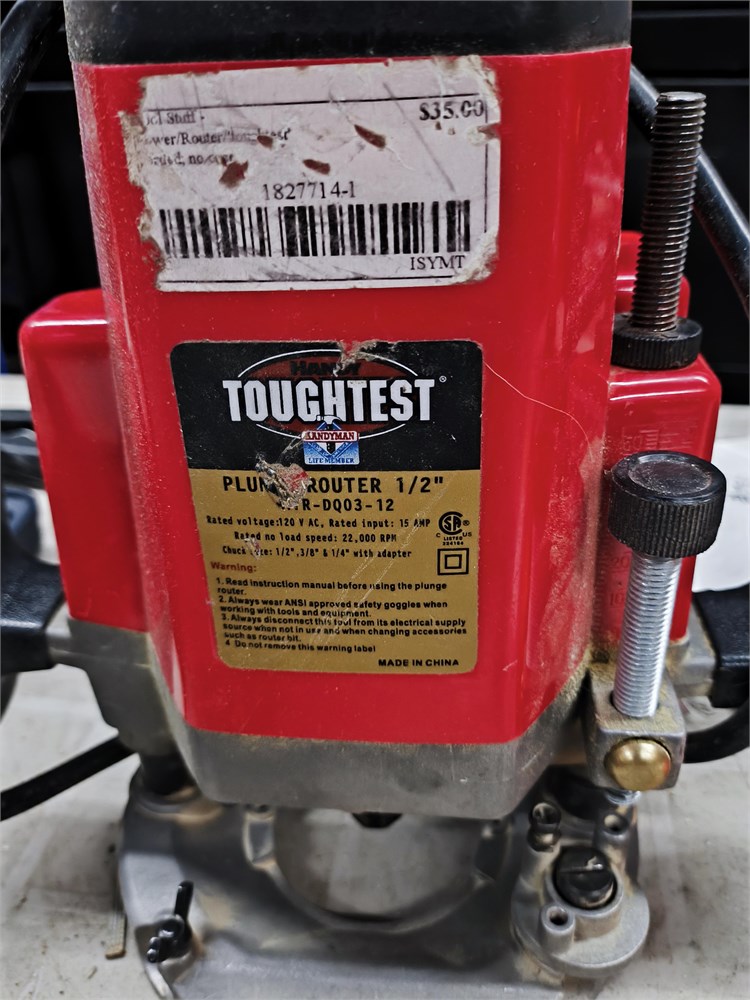 Stuff -
$35.00
1827714-1
ISYMT
TOUGHTEST®
HANDYMAN
LIFE MEMBER
ROUTER 1/2"
R-DQ03-12
Rated voltage:120 V AC, Rated input: 15 AMP
Rated no load speed: 22,000 RPM
Chuck 1/2",3/8" & 1/4" with adapter
C US
LISTED
Warning:
1. Read instruction manual before using the plunge
router.
2. Always wear ANSI approved safety goggles when
working with tools and equipment.
3. Always disconnect this tool from its electrical supply
source when not in use and when changing accessories
such as router bit.
4 Do not remove this warning label
MADE IN CHINA